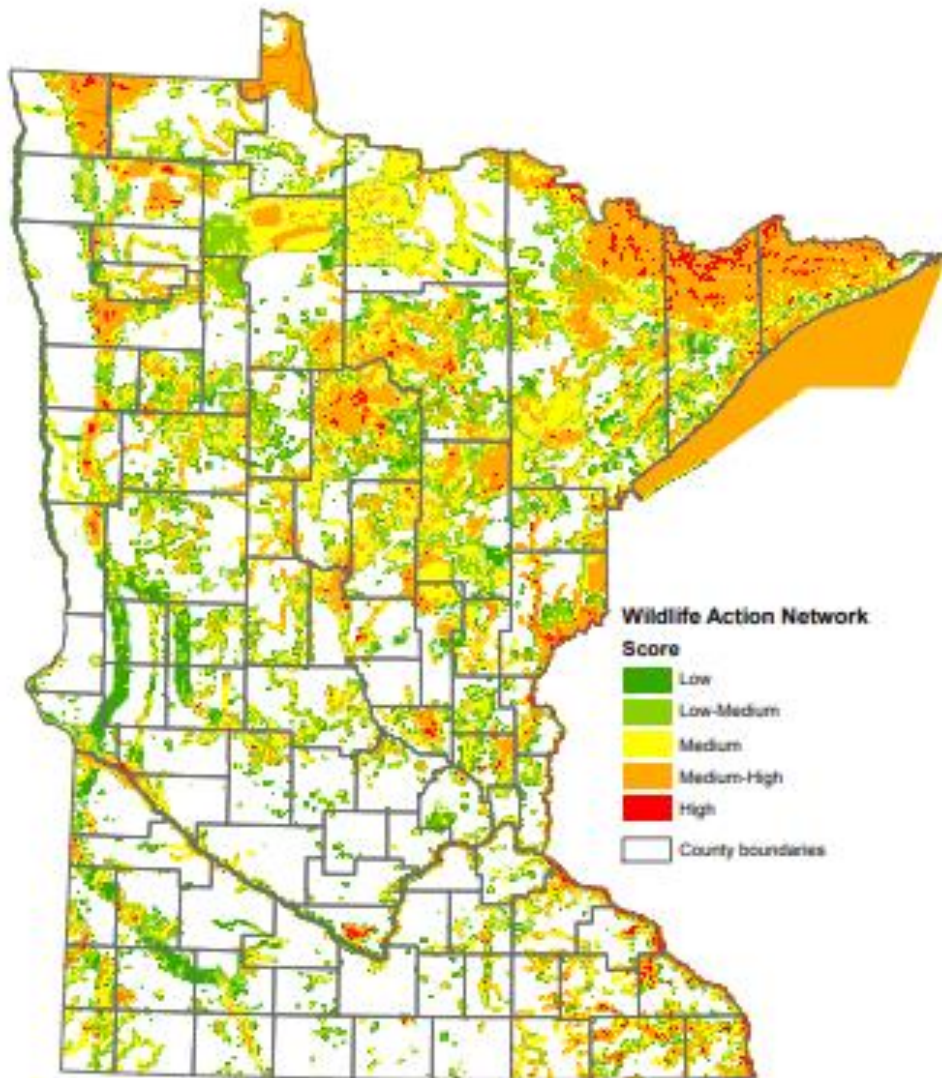 Wildlife Action Network
Score
Low
Low-Medium
Medium
Medium-High
High
County boundaries